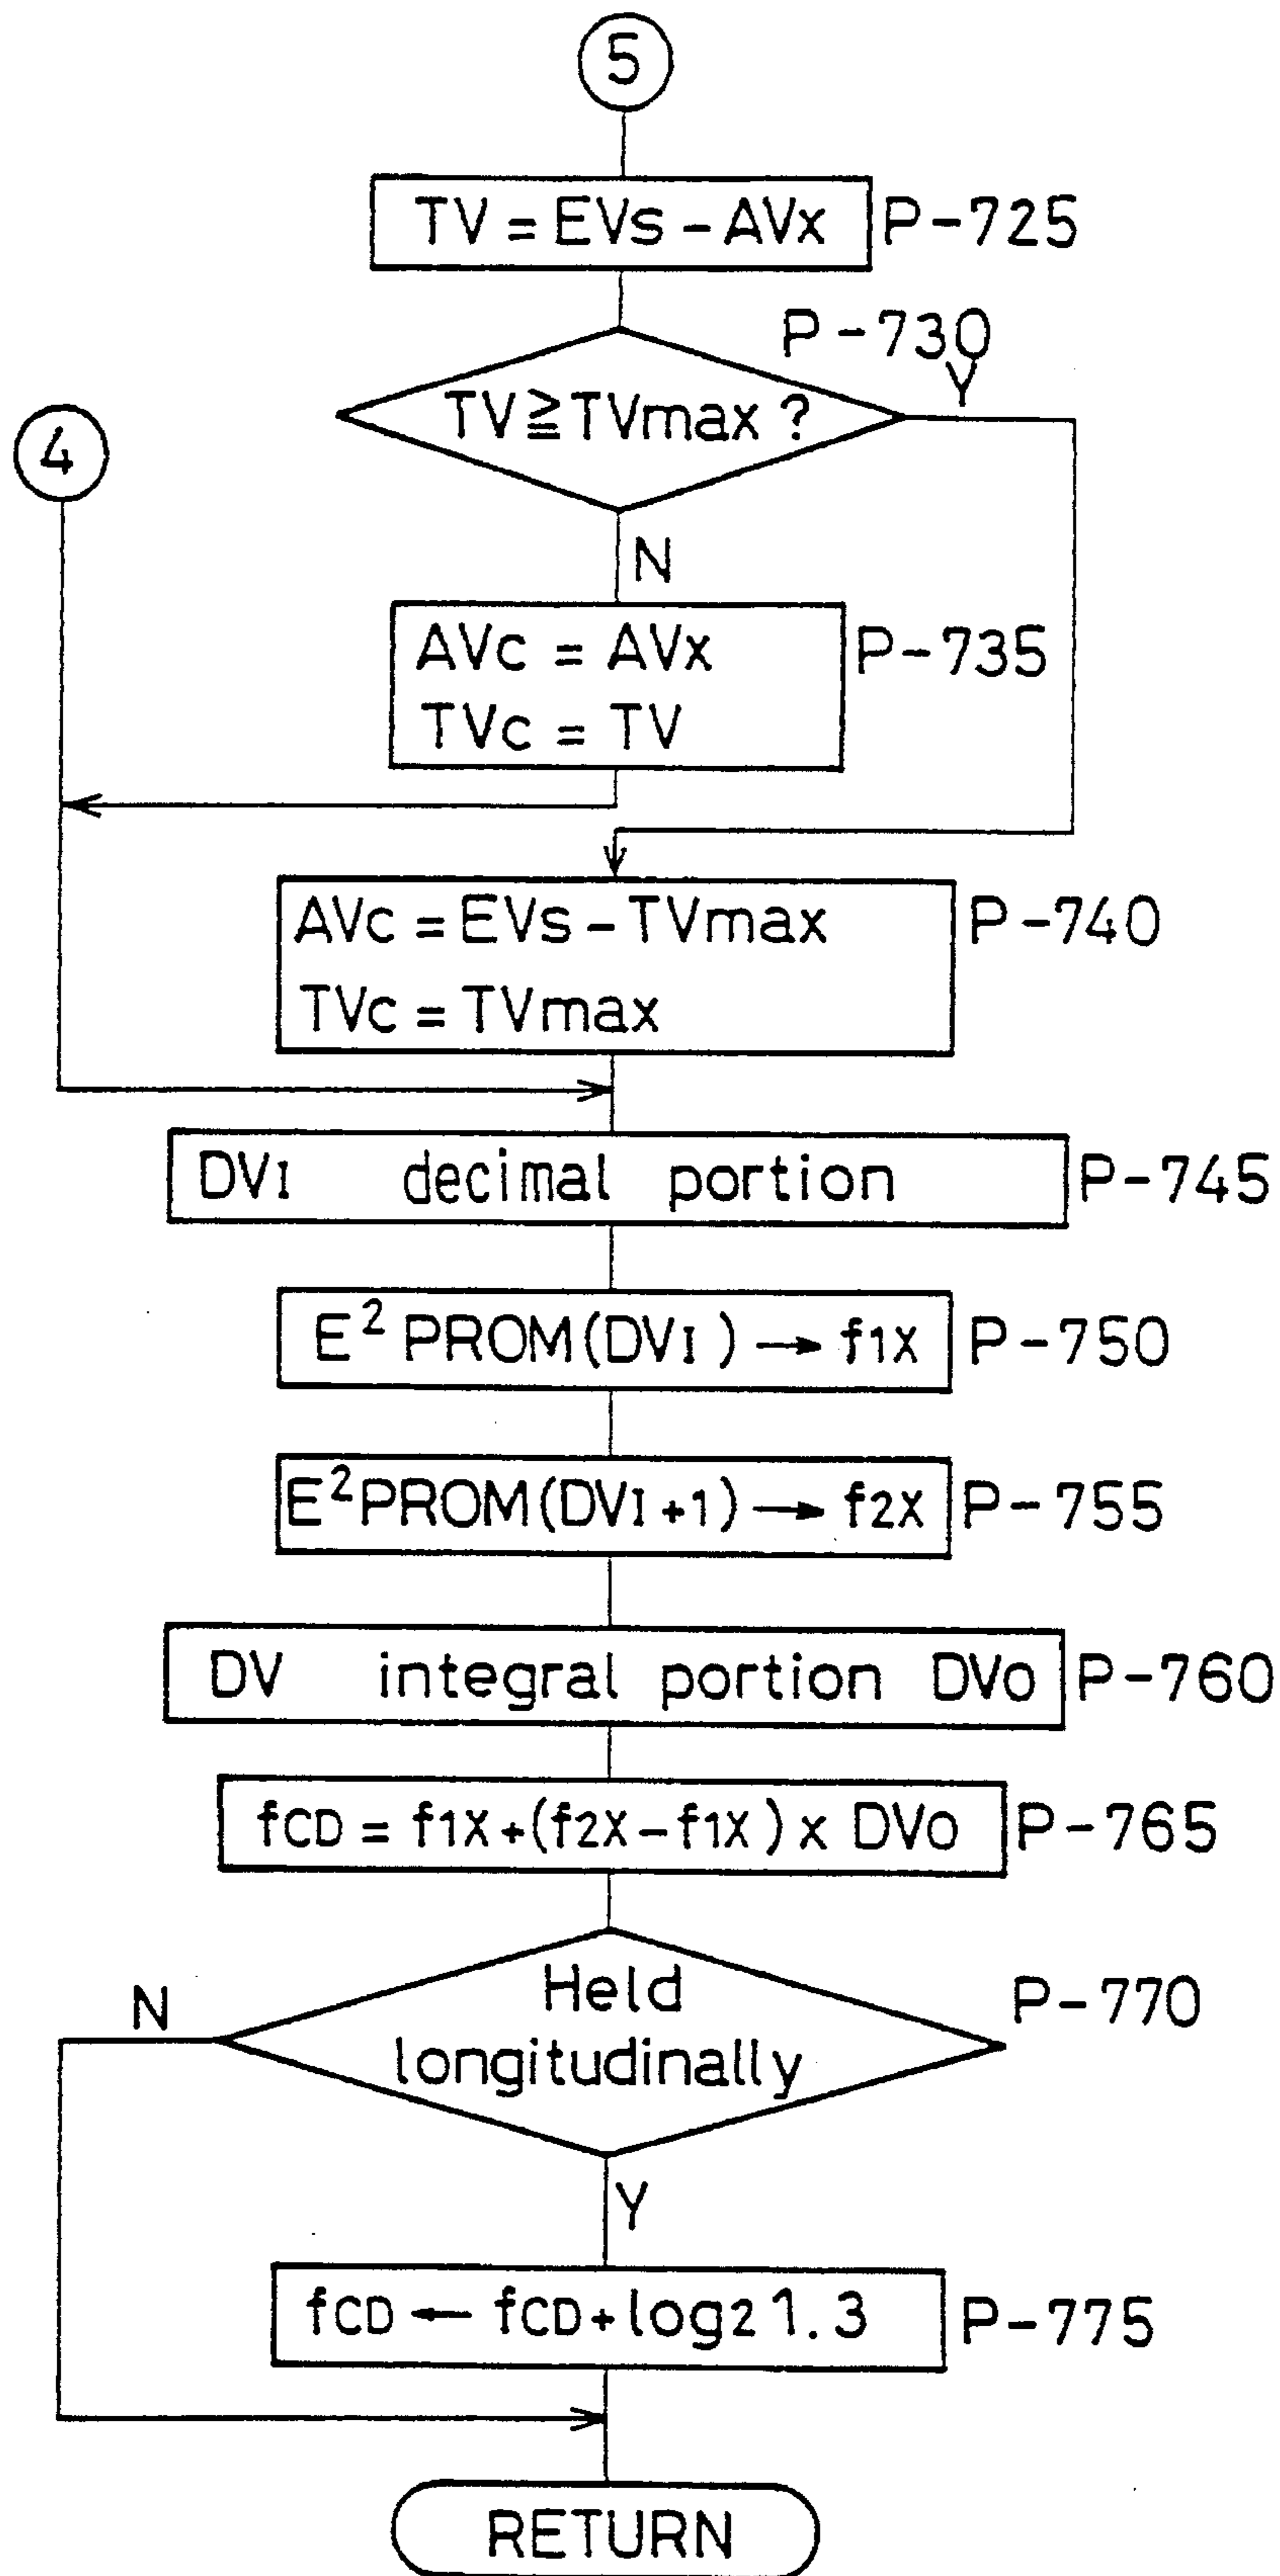 5
TV = EVs - AVx P-725
P-730
TV ≧ TVmax ? Y
4
N
AVc = AVx P-735
TVc = TV
AVc = EVs - TVmax P-740
TVc = TVmax
DVI decimal portion P-745
E² PROM(DVI) → f1X P-750
E² PROM(DVI+1) → f2X P-755
DV integral portion DVo P-760
fCD = f1X+(f2X-f1X) x DVo P-765
Held P-770
N
longitudinally
Y
fCD ← fCD+log2 1.3 P-775
RETURN